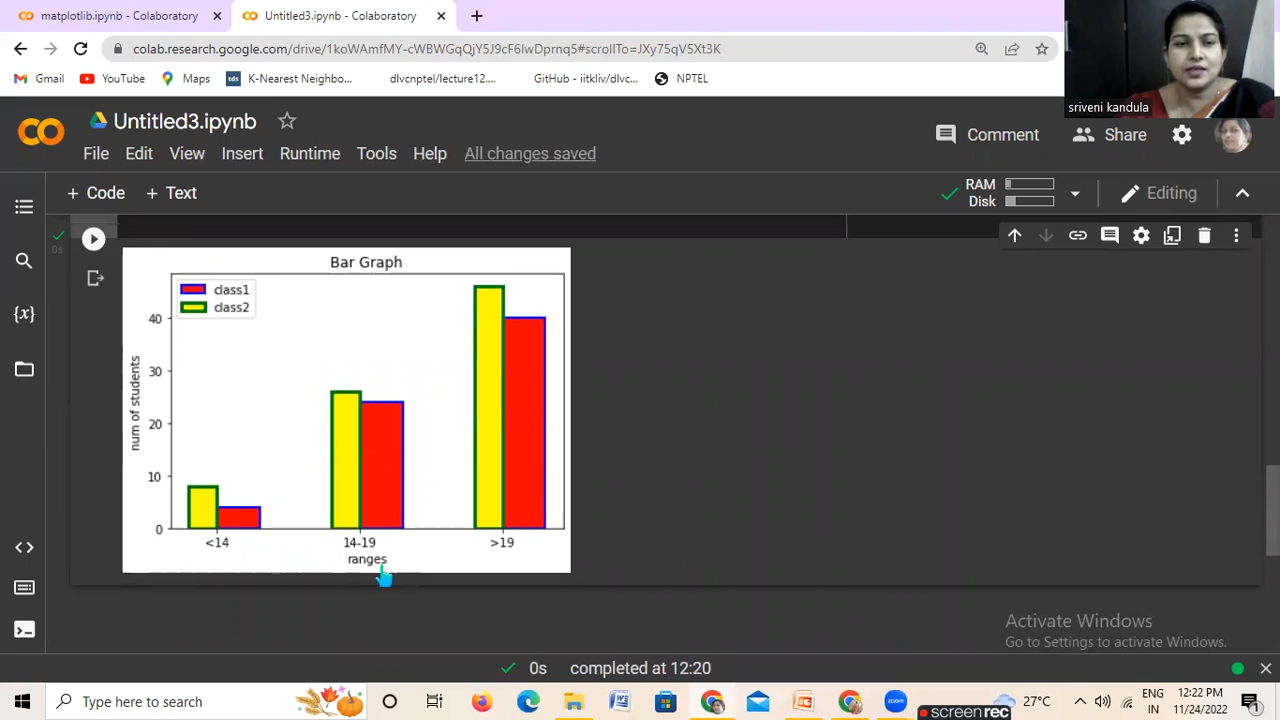 matplotlib.ipynb - Colaboratory
Untitled3.ipynb - Colaboratory
colab.research.google.com/drive/1koWAmfMY-cWBWGqQjY5J9cF6IwDprnq5#scrollTo=JXy75qV5Xt3K
Gmail
YouTube
Maps
tds
K-Nearest Neighbo...
dlvcnptel/lecture12....
GitHub - iitkliv/dlvc...
NPTEL
sriveni kandula
Untitled3.ipynb
Comment
Share
File
Edit
View
Insert
Runtime
Tools
Help
All changes saved
+ Code
+ Text
RAM
Disk
Editing
{x}
0s
Bar Graph
class1
class2
num of students
40
30
20
10
0
<14
14-19
>19
ranges
Activate Windows
Go to Settings to activate Windows.
0s completed at 12:20
Type here to search
zoom
27°C
ENG
IN
12:22 PM
11/24/2022
screenrec